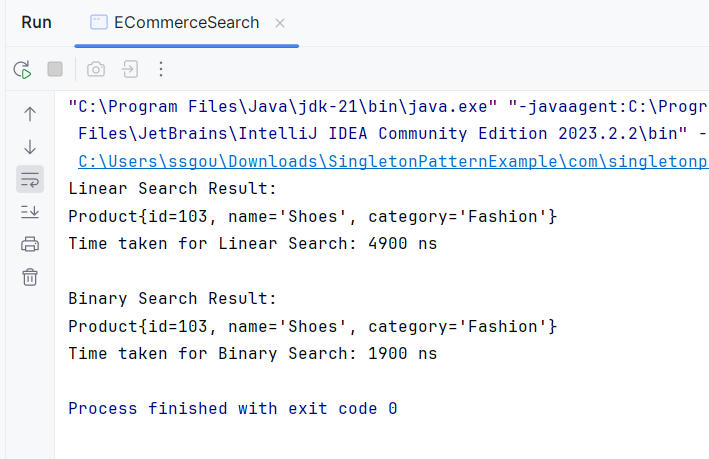 Run
ECommerceSearch
"C:\Program Files\Java\jdk-21\bin\java.exe" "-javaagent:C:\Progr
Files\JetBrains\IntelliJ IDEA Community Edition 2023.2.2\bin" -
C:\Users\ssgou\Downloads\SingletonPatternExample\com\singletonp
Linear Search Result:
Product{id=103, name='Shoes', category='Fashion'}
Time taken for Linear Search: 4900 ns
Binary Search Result:
Product{id=103, name='Shoes', category='Fashion'}
Time taken for Binary Search: 1900 ns
Process finished with exit code 0